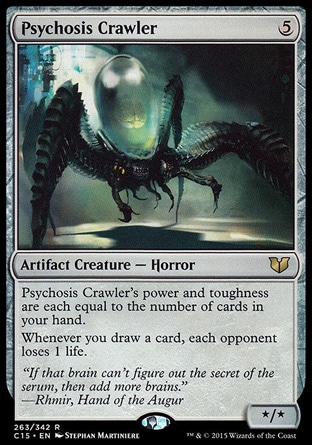 Psychosis Crawler 5
Artifact Creature — Horror
Psychosis Crawler's power and toughness
are each equal to the number of cards in
your hand.
Whenever you draw a card, each opponent
loses 1 life.
"If that brain can't figure out the secret of the
serum, then add more brains."
—Rhmir, Hand of the Augur
*/*
263/342 R
C15 • EN Stephan Martiniere
™ & © 2015 Wizards of the Coast